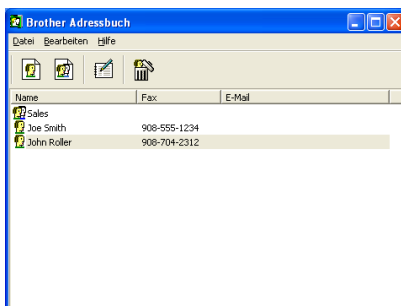 Brother Adressbuch
Datei Bearbeiten Hilfe
Name Fax E-Mail
Sales
Joe Smith 908-555-1234
John Roller 908-704-2312